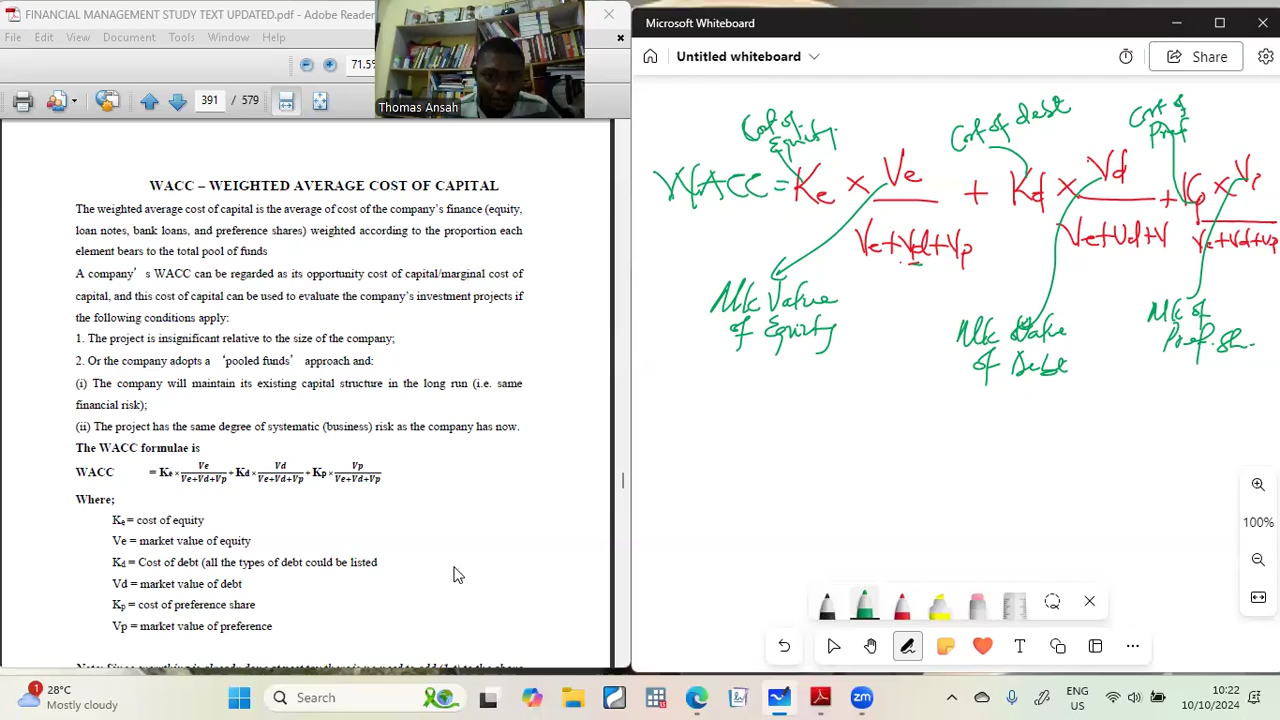 FINANCIAL MANAGEMENT STUDY TEXT UPDATED.pdf - Adobe Reader
File Edit View Document Tools Window Help
391 / 579
71.5%
Thomas Ansah
WACC – WEIGHTED AVERAGE COST OF CAPITAL
The weighted average cost of capital is the average of cost of the company's finance (equity,
loan notes, bank loans, and preference shares) weighted according to the proportion each
element bears to the total pool of funds
A company's WACC can be regarded as its opportunity cost of capital/marginal cost of
capital, and this cost of capital can be used to evaluate the company's investment projects if
the following conditions apply:
1. The project is insignificant relative to the size of the company;
2. Or the company adopts a 'pooled funds' approach and:
(i) The company will maintain its existing capital structure in the long run (i.e. same
financial risk);
(ii) The project has the same degree of systematic (business) risk as the company has now.
The WACC formulae is
WACC = Ke × Ve/(Ve+Vd+Vp) + Kd × Vd/(Ve+Vd+Vp) + Kp × Vp/(Ve+Vd+Vp)
Where;
Ke = cost of equity
Ve = market value of equity
Kd = Cost of debt (all the types of debt could be listed
Vd = market value of debt
Kp = cost of preference share
Vp = market value of preference
Microsoft Whiteboard
Untitled whiteboard
Share
Cost of Equity
Cost of debt
Cost of Pref
WACC = Ke × Ve/(Ve+Vd+Vp) + Kd × Vd/(Ve+Vd+V + Kp × V/(Ve+Vd+Vp
Mk Value
of Equity
Mk Value
of Debt
Mk of
Pref. Sh.
100%
1
28°C
Mostly cloudy
Search
zm
ENG
US
10:22
10/10/2024